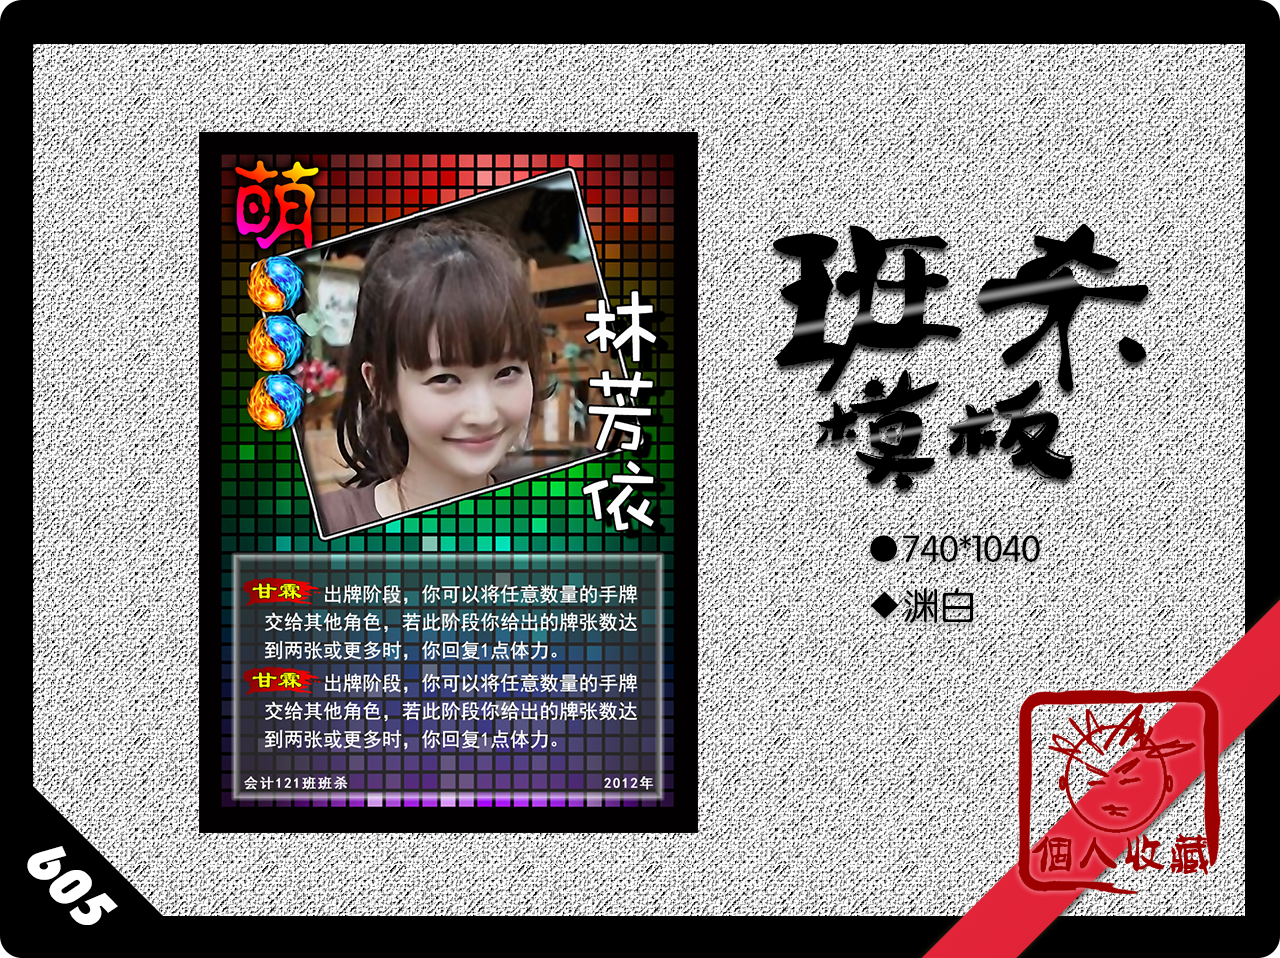 萌
林芳依
甘霖 出牌阶段，你可以将任意数量的手牌
交给其他角色，若此阶段你给出的牌张数达
到两张或更多时，你回复1点体力。
甘霖 出牌阶段，你可以将任意数量的手牌
交给其他角色，若此阶段你给出的牌张数达
到两张或更多时，你回复1点体力。
会计121班班杀 2012年
班杀
模板
●740*1040
◆渊白
個人收藏
605